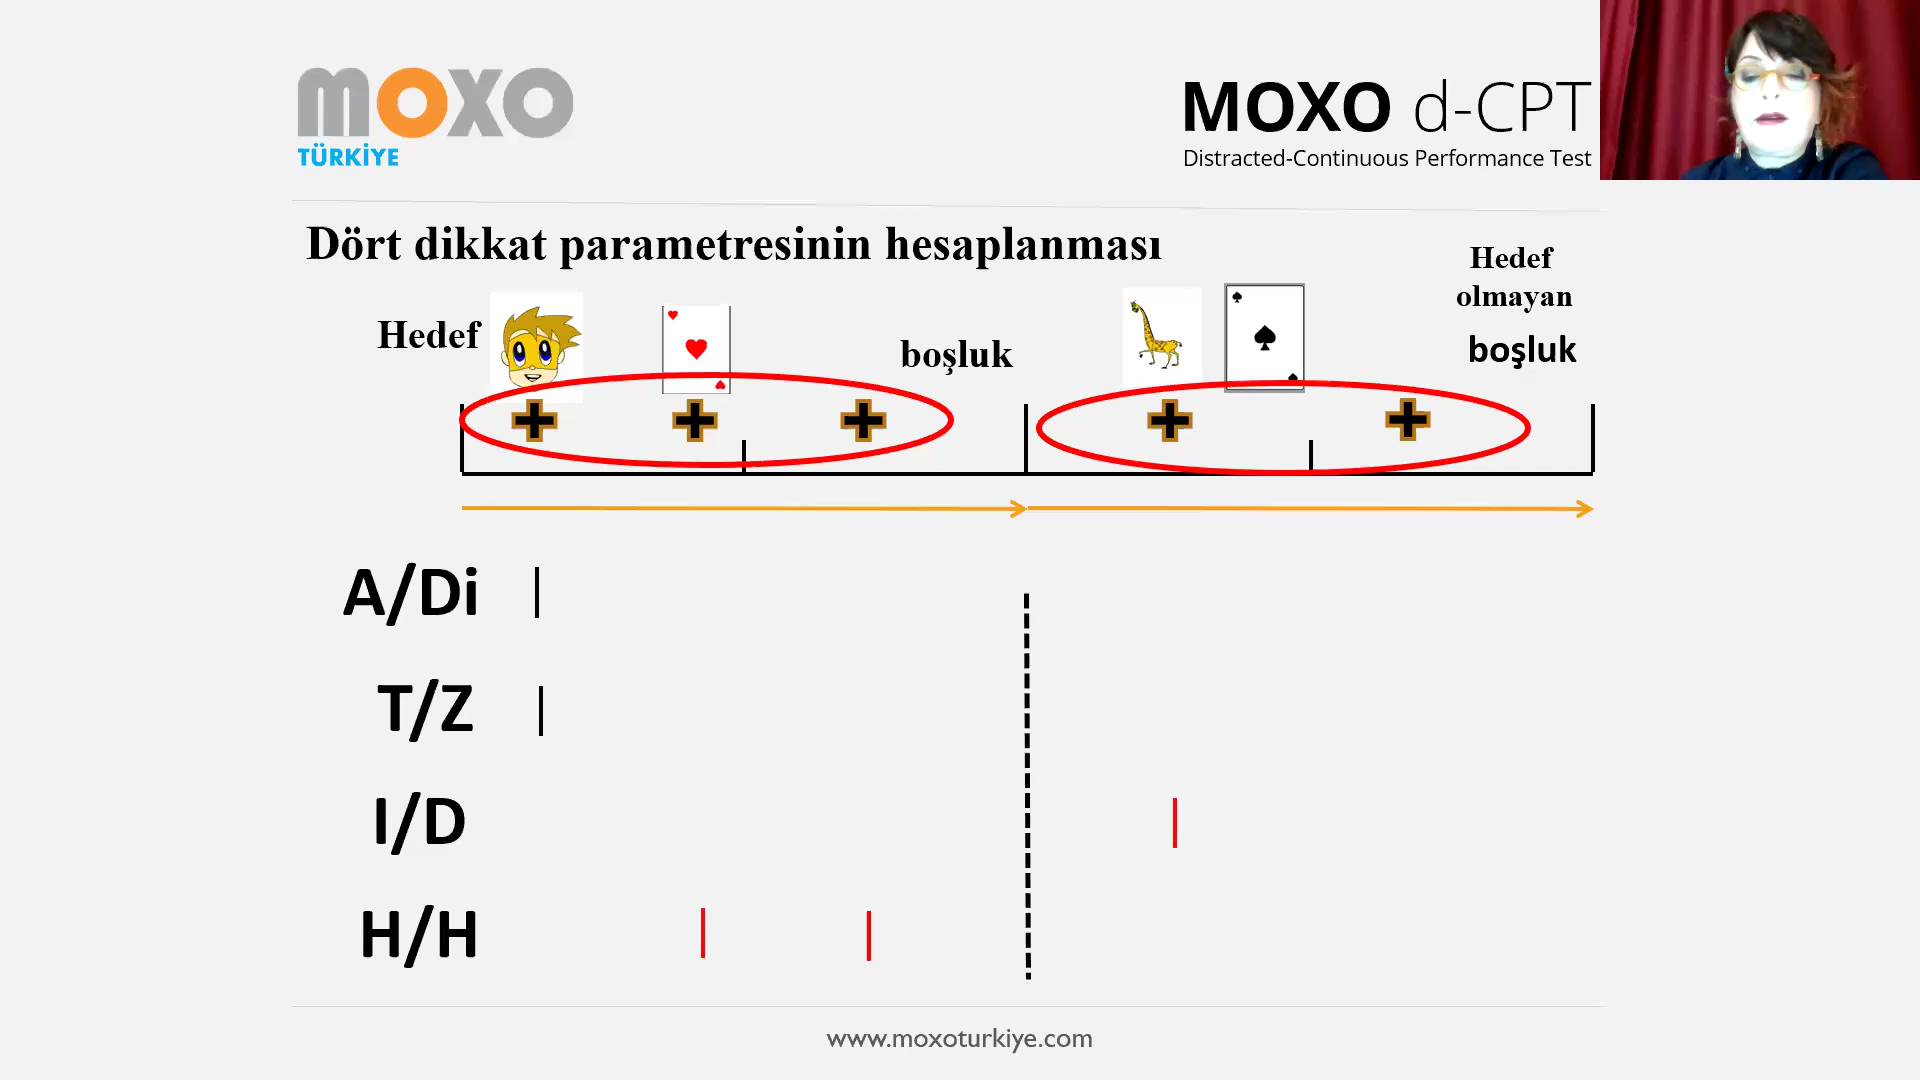 moxo
TÜRKİYE
MOXO d-CPT
Distracted-Continuous Performance Test
Dört dikkat parametresinin hesaplanması
Hedef
boşluk
Hedef
olmayan
boşluk
A/Di
T/Z
I/D
H/H
www.moxoturkiye.com